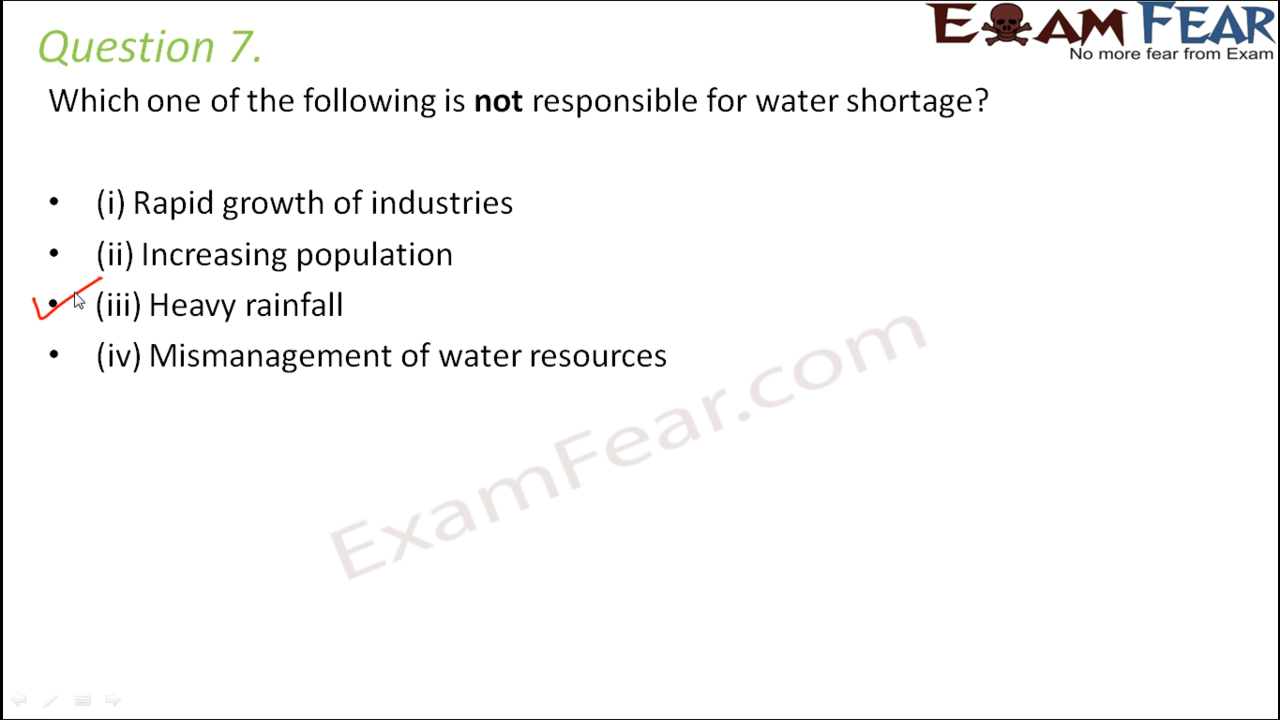 EXAM FEAR
No more fear from Exam
Question 7.
Which one of the following is not responsible for water shortage?
• (i) Rapid growth of industries
• (ii) Increasing population
• (iii) Heavy rainfall
• (iv) Mismanagement of water resources
ExamFear.com